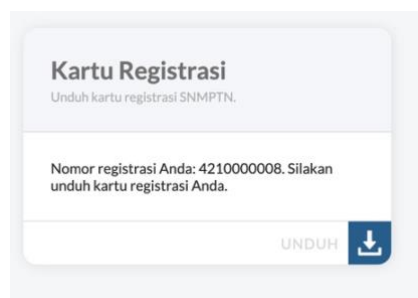 Kartu Registrasi
Unduh kartu registrasi SNMPTN.
Nomor registrasi Anda: 4210000008. Silakan
unduh kartu registrasi Anda.
UNDUH